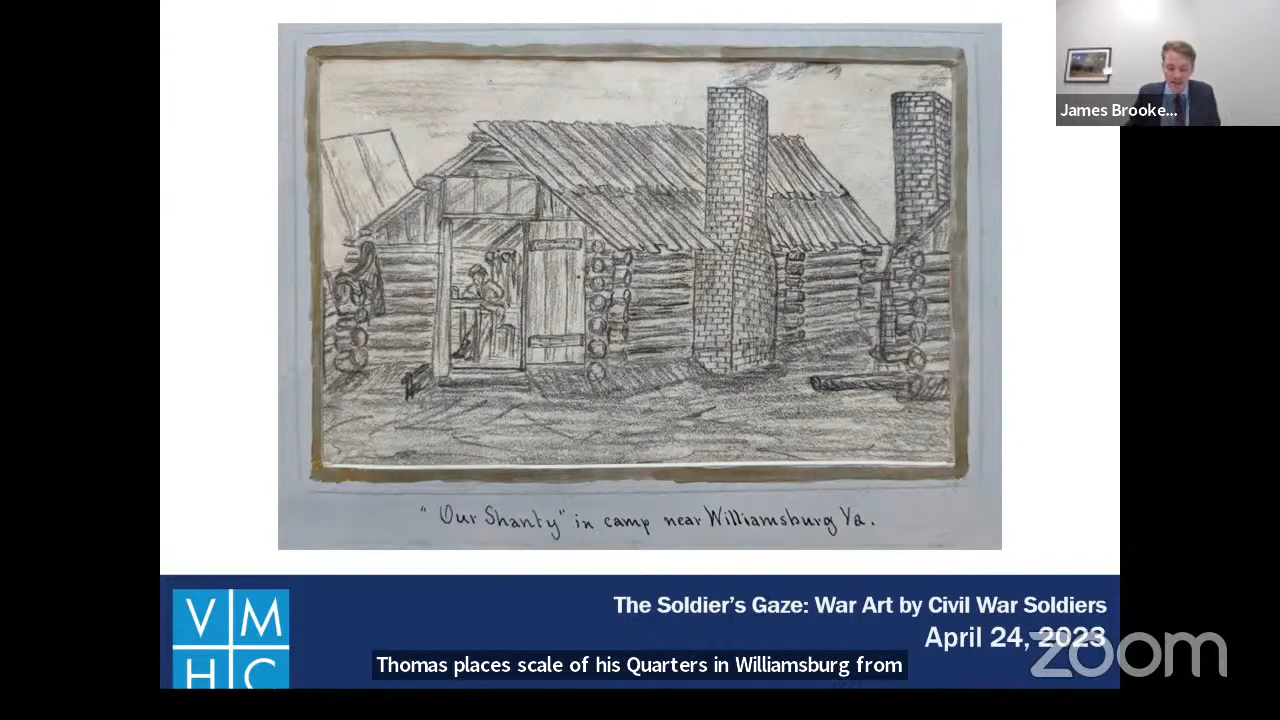 James Brooke...
"Our Shanty" in camp near Williamsburg Va.
VM
HC
The Soldier's Gaze: War Art by Civil War Soldiers
April 24, 2023
Thomas places scale of his Quarters in Williamsburg from
zoom